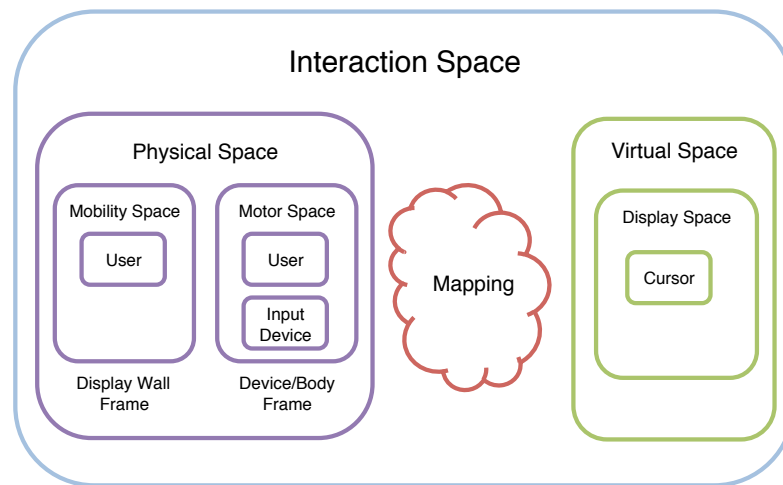 Interaction Space
Physical Space
Mobility Space
User
Display Wall
Frame
Motor Space
User
Input
Device
Device/Body
Frame
Mapping
Virtual Space
Display Space
Cursor